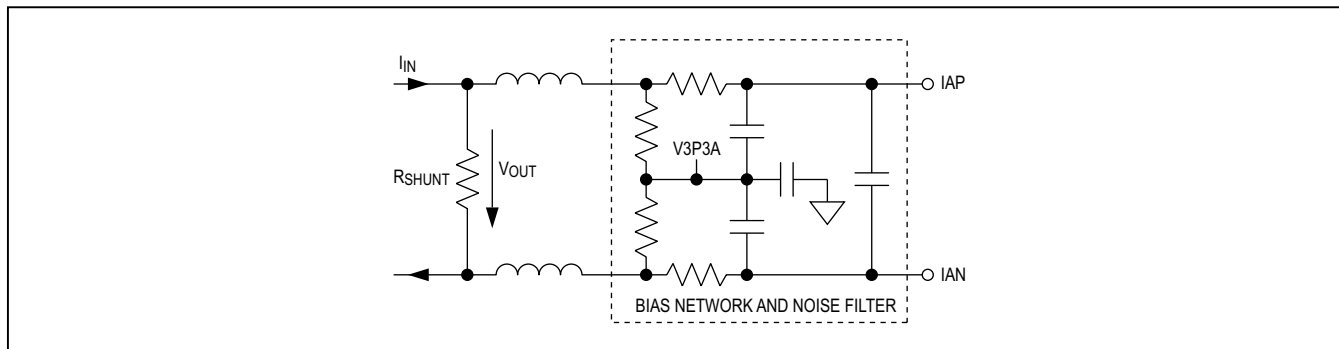 IIN
IAP
V3P3A
RSHUNT
VOUT
IAN
BIAS NETWORK AND NOISE FILTER